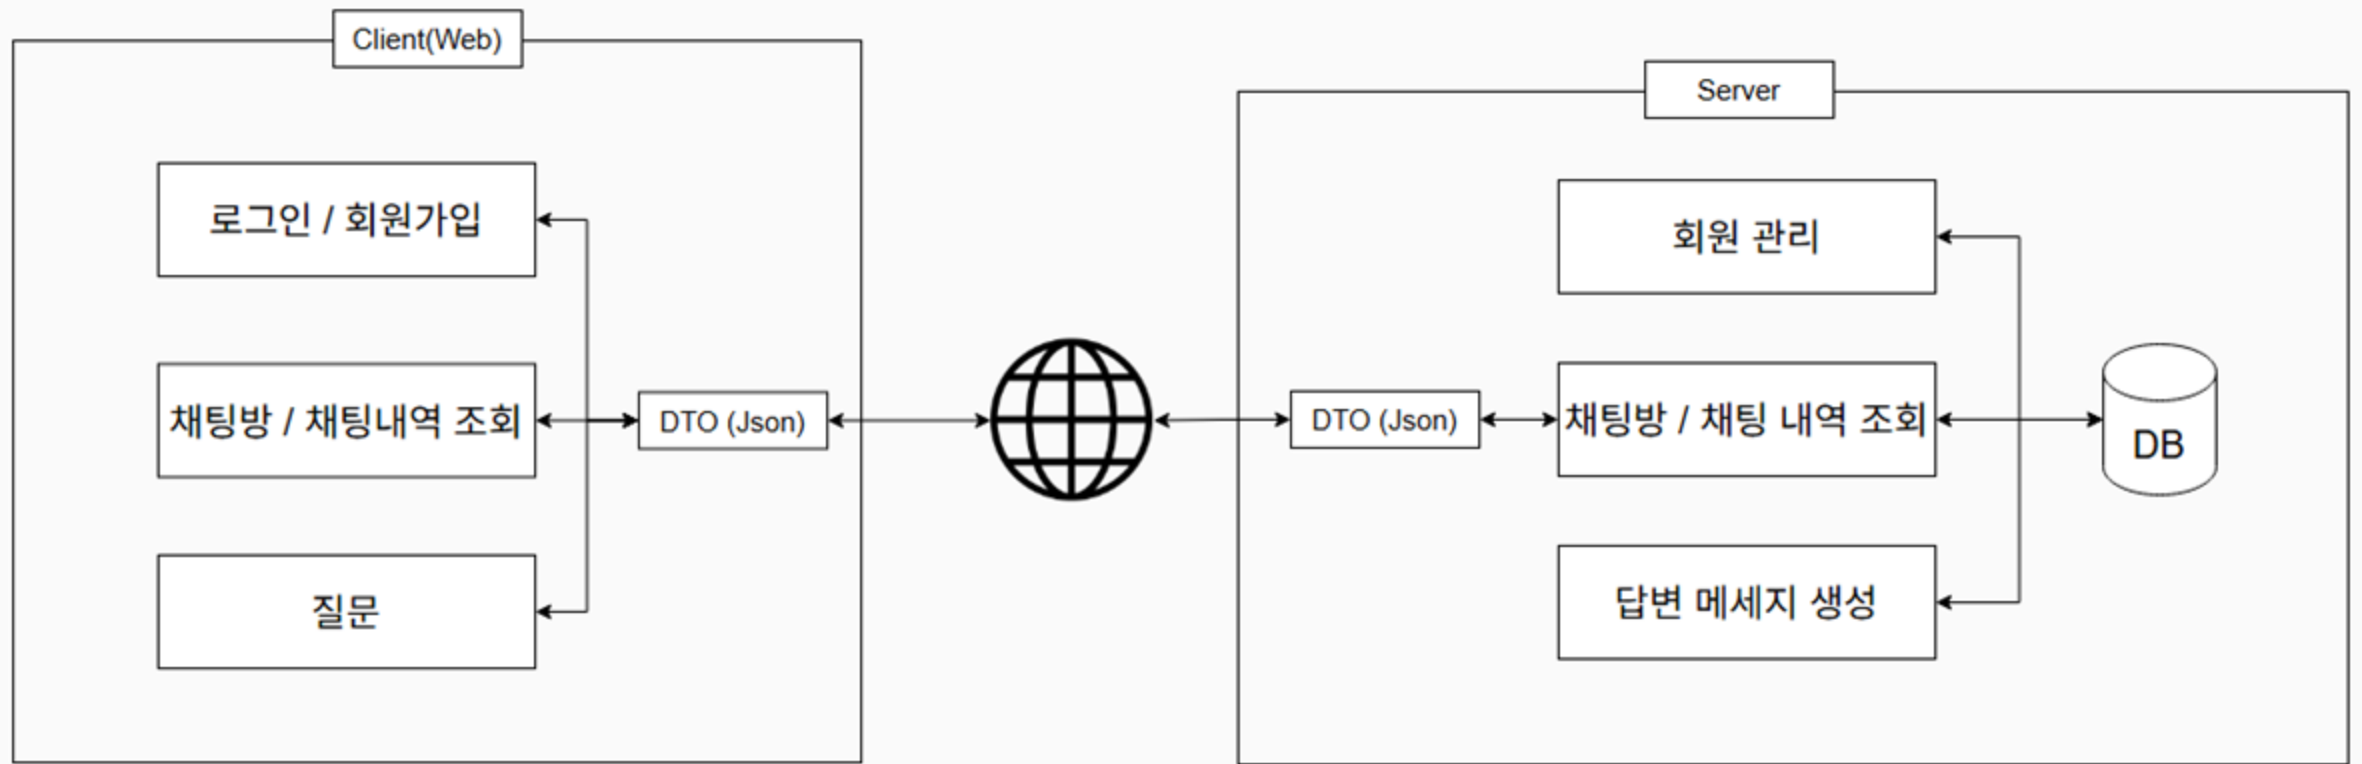 Client(Web)
로그인 / 회원가입
채팅방 / 채팅내역 조회
질문
DTO (Json)
Server
DTO (Json)
회원 관리
채팅방 / 채팅 내역 조회
답변 메세지 생성
DB